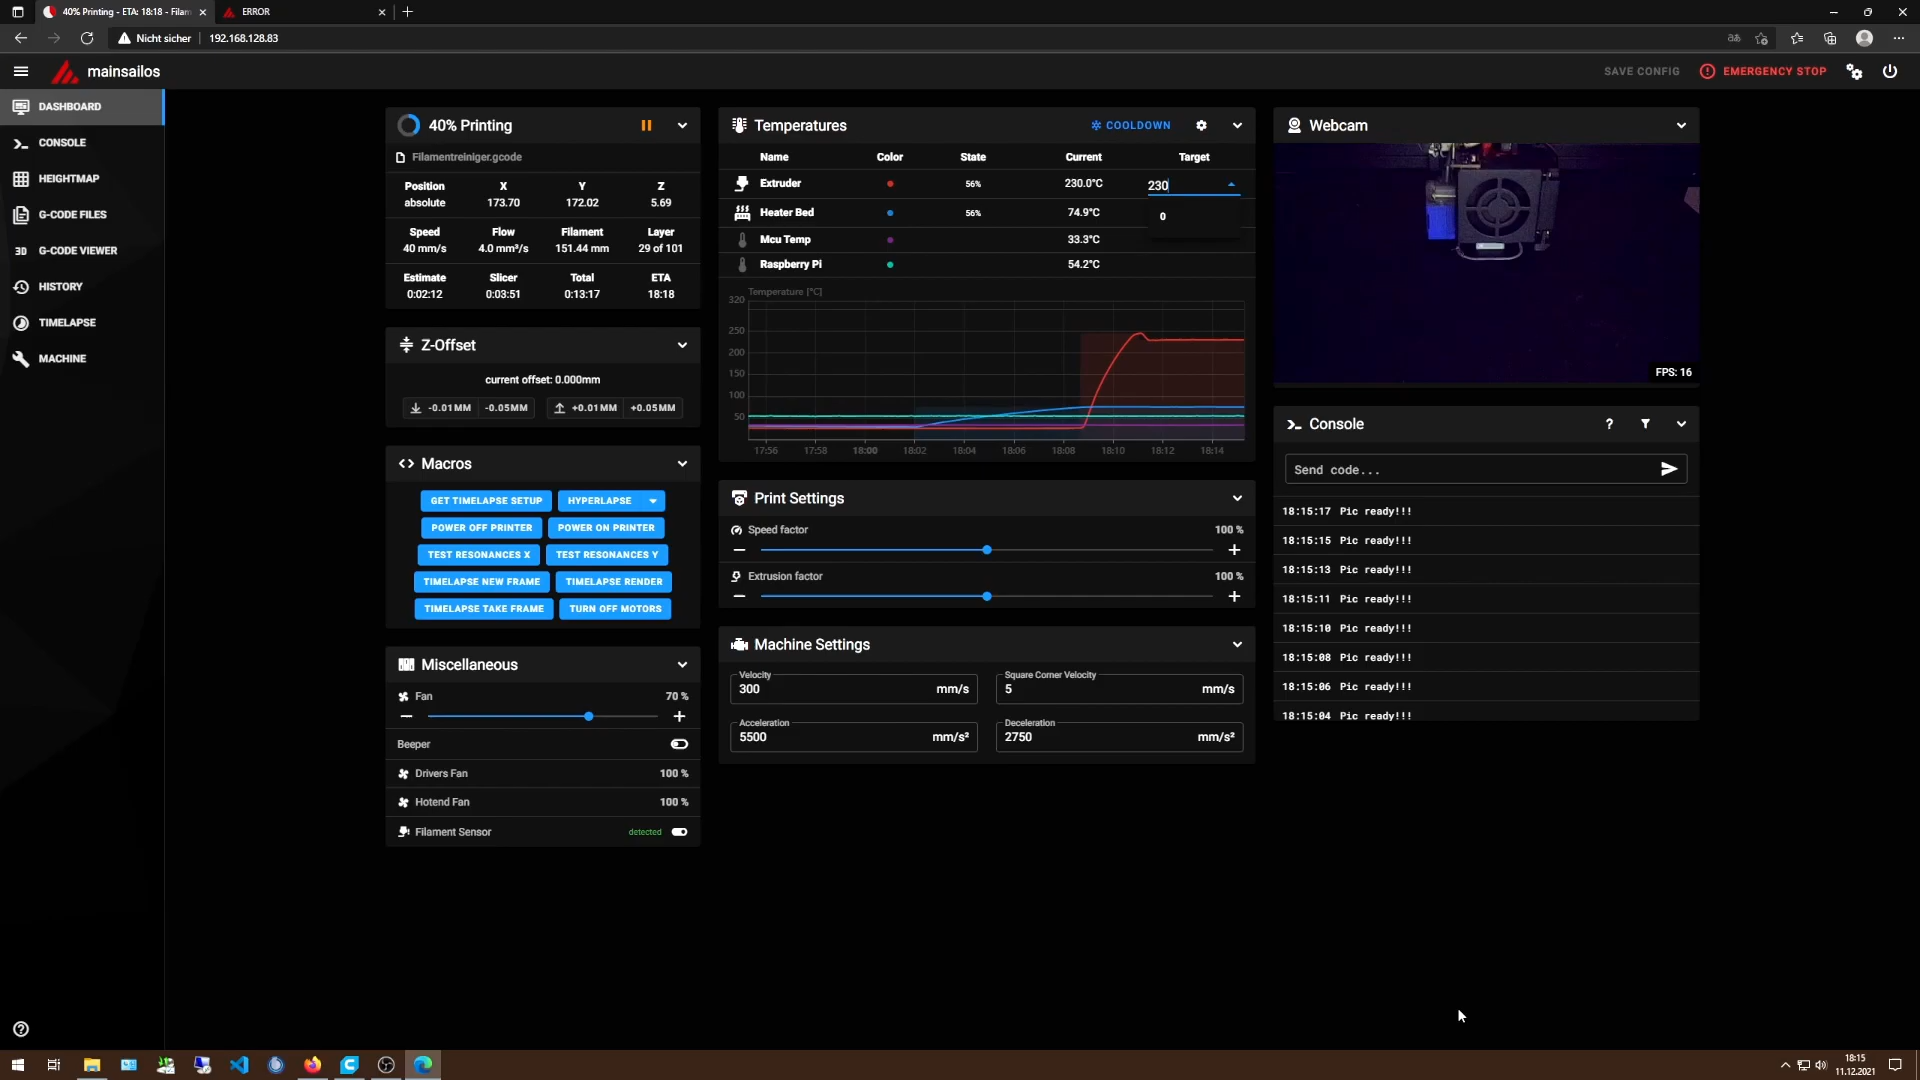 40% Printing - ETA: 18:18 - Filam
ERROR
Nicht sicher
192.168.128.83
mainsailos
SAVE CONFIG
EMERGENCY STOP
DASHBOARD
CONSOLE
HEIGHTMAP
G-CODE FILES
3D G-CODE VIEWER
HISTORY
TIMELAPSE
MACHINE
40% Printing
Filamentreiniger.gcode
Position X Y Z
absolute 173.70 172.02 5.69
Speed Flow Filament Layer
40 mm/s 4.0 mm³/s 151.44 mm 29 of 101
Estimate Slicer Total ETA
0:02:12 0:03:51 0:13:17 18:18
Z-Offset
current offset: 0.000mm
-0.01MM -0.05MM +0.01MM +0.05MM
Macros
GET TIMELAPSE SETUP HYPERLAPSE
POWER OFF PRINTER POWER ON PRINTER
TEST RESONANCES X TEST RESONANCES Y
TIMELAPSE NEW FRAME TIMELAPSE RENDER
TIMELAPSE TAKE FRAME TURN OFF MOTORS
Miscellaneous
Fan 70 %
Beeper
Drivers Fan 100 %
Hotend Fan 100 %
Filament Sensor detected
Temperatures COOLDOWN
Name Color State Current Target
Extruder 56% 230.0°C 230
Heater Bed 56% 74.9°C 0
Mcu Temp 33.3°C
Raspberry Pi 54.2°C
Temperature [°C]
320
250
200
150
100
50
17:56 17:58 18:00 18:02 18:04 18:06 18:08 18:10 18:12 18:14
Print Settings
Speed factor 100 %
Extrusion factor 100 %
Machine Settings
Velocity
300 mm/s
Square Corner Velocity
5 mm/s
Acceleration
5500 mm/s²
Deceleration
2750 mm/s²
Webcam
FPS: 16
Console
Send code...
18:15:17 Pic ready!!!
18:15:15 Pic ready!!!
18:15:13 Pic ready!!!
18:15:11 Pic ready!!!
18:15:10 Pic ready!!!
18:15:08 Pic ready!!!
18:15:06 Pic ready!!!
18:15:04 Pic ready!!!
18:15
11.12.2021